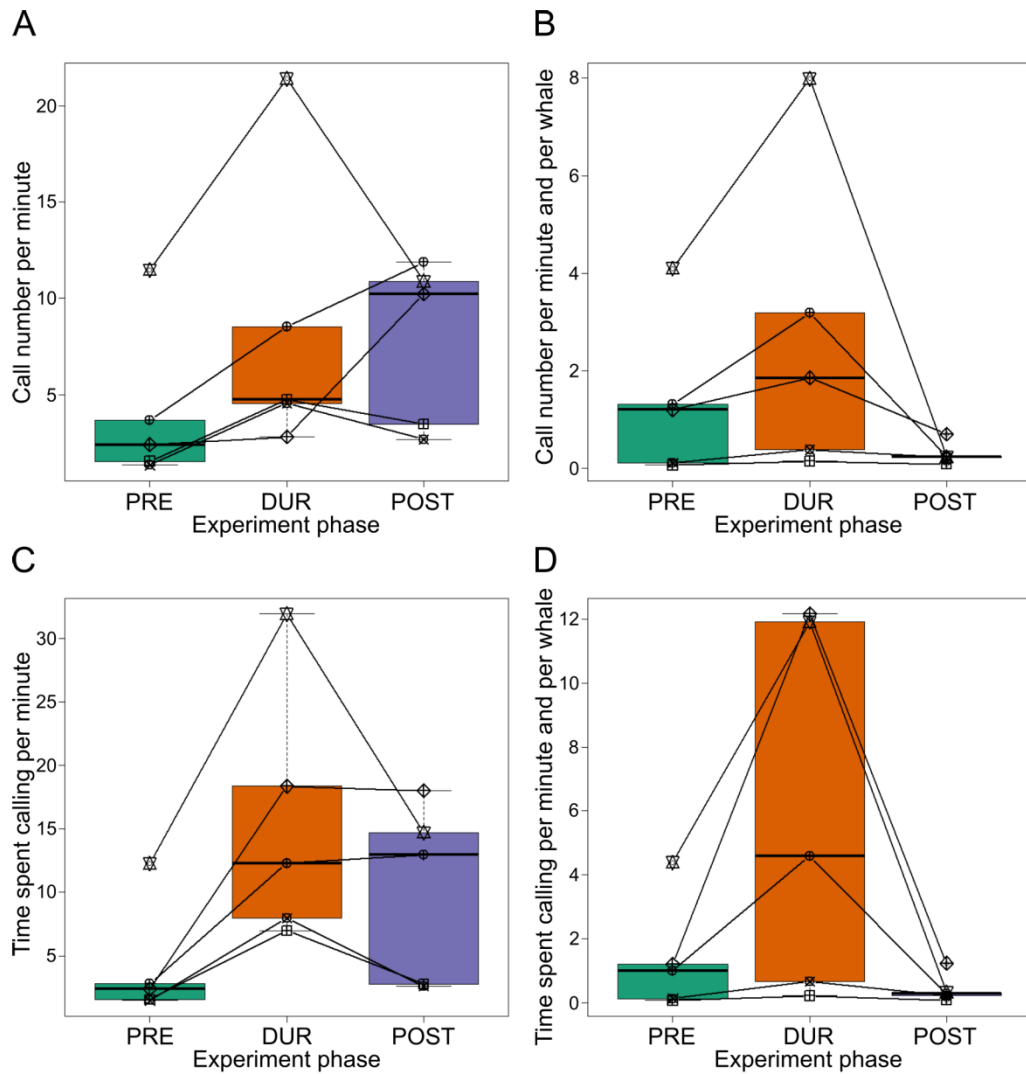 A
Call number per minute
20
15
10
5
PRE DUR POST
Experiment phase
B
Call number per minute and per whale
8
6
4
2
0
PRE DUR POST
Experiment phase
C
Time spent calling per minute
30
25
20
15
10
5
PRE DUR POST
Experiment phase
D
Time spent calling per minute and per whale
12
10
8
6
4
2
0
PRE DUR POST
Experiment phase